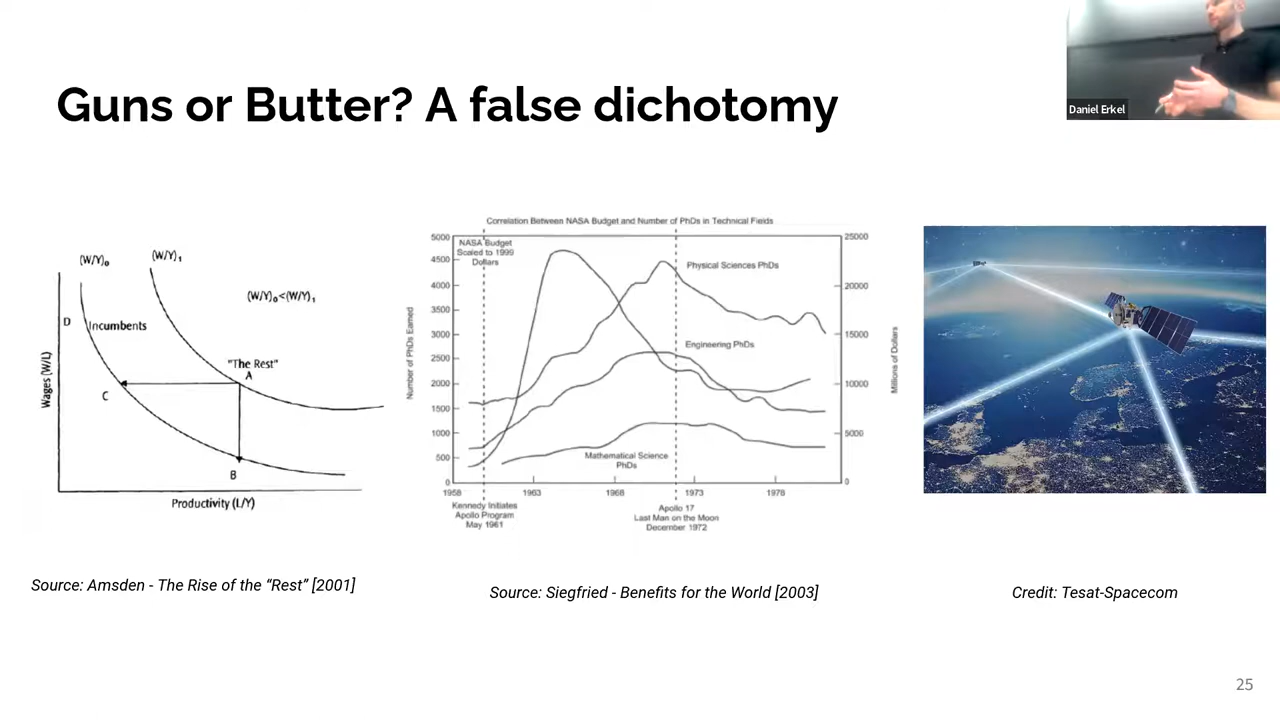 Guns or Butter? A false dichotomy
Daniel Erkel
(W/Y)₀
(W/Y)₁
(W/Y)₀<(W/Y)₁
D
Incumbents
"The Rest"
A
C
B
Wages (W/L)
Productivity (L/Y)
Source: Amsden - The Rise of the “Rest” [2001]
Correlation Between NASA Budget and Number of PhDs in Technical Fields
NASA Budget
Scaled to 1999
Dollars
Physical Sciences PhDs
Engineering PhDs
Mathematical Science
PhDs
Number of PhDs Earned
5000
4500
4000
3500
3000
2500
2000
1500
1000
500
0
25000
20000
15000
10000
5000
0
Millions of Dollars
1958
1963
1968
1973
1978
Kennedy Initiates
Apollo Program
May 1961
Apollo 17
Last Man on the Moon
December 1972
Source: Siegfried - Benefits for the World [2003]
Credit: Tesat-Spacecom
25